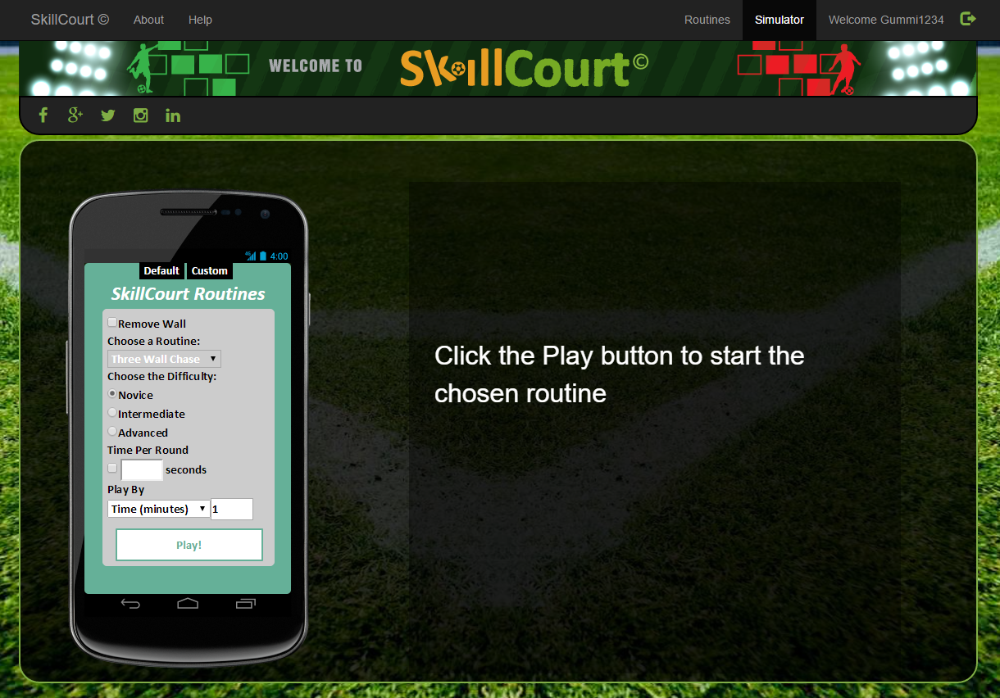 SkillCourt © About Help Routines Simulator Welcome Gummi1234
WELCOME TO SkillCourt©
4G 4:00
Default Custom
SkillCourt Routines
Remove Wall
Choose a Routine:
Three Wall Chase
Choose the Difficulty:
Novice
Intermediate
Advanced
Time Per Round
seconds
Play By
Time (minutes) 1
Play!
Click the Play button to start the
chosen routine